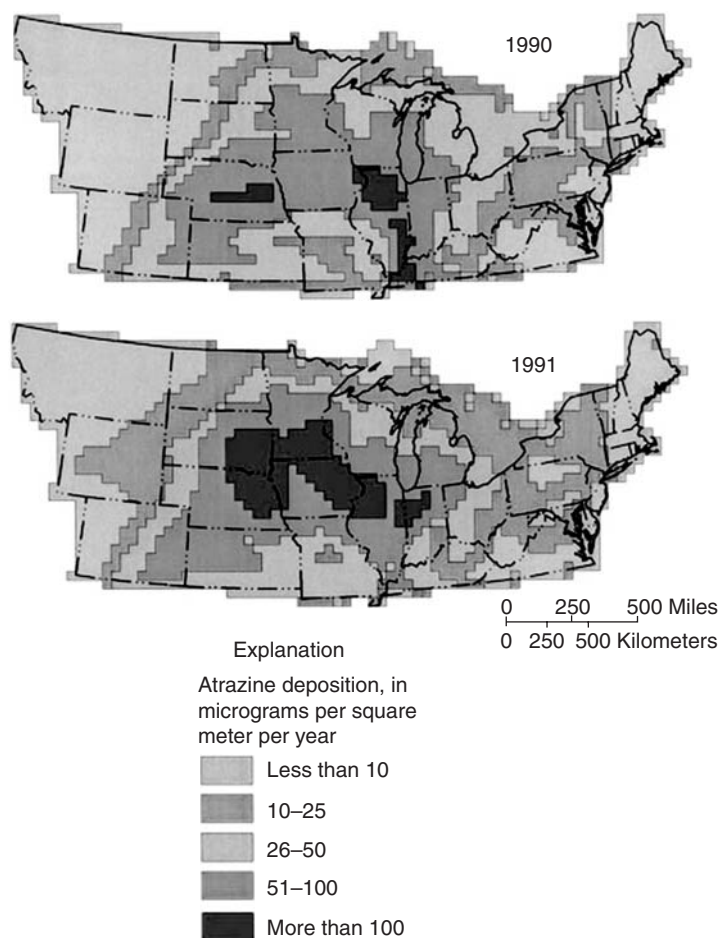 1990
1991
0 250 500 Miles
0 250 500 Kilometers
Explanation
Atrazine deposition, in
micrograms per square
meter per year
Less than 10
10–25
26–50
51–100
More than 100